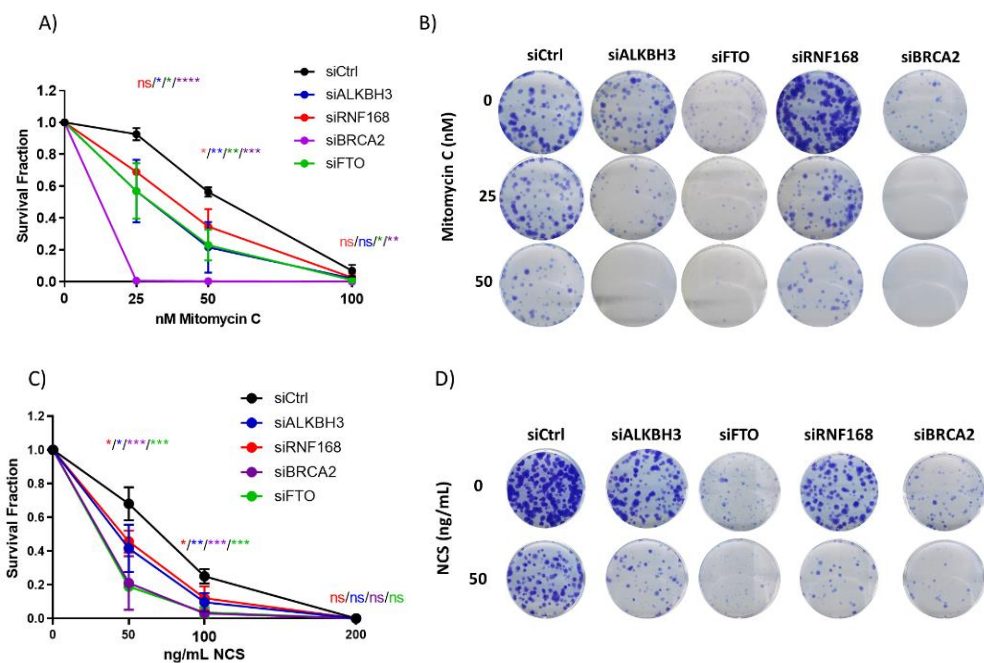 A)
ns/*/*/****
siCtrl
siALKBH3
siRNF168
siBRCA2
siFTO
*/**/**/***
ns/ns/*/**
Survival Fraction
1.2
1.0
0.8
0.6
0.4
0.2
0.0
0 25 50 100
nM Mitomycin C
B)
siCtrl siALKBH3 siFTO siRNF168 siBRCA2
Mitomycin C (nM)
0
25
50
C)
*/*/***/***
siCtrl
siALKBH3
siRNF168
siBRCA2
siFTO
*/**/***/***
ns/ns/ns/ns
Survival Fraction
1.2
1.0
0.8
0.6
0.4
0.2
0.0
0 50 100 200
ng/mL NCS
D)
siCtrl siALKBH3 siFTO siRNF168 siBRCA2
NCS (ng/mL)
0
50